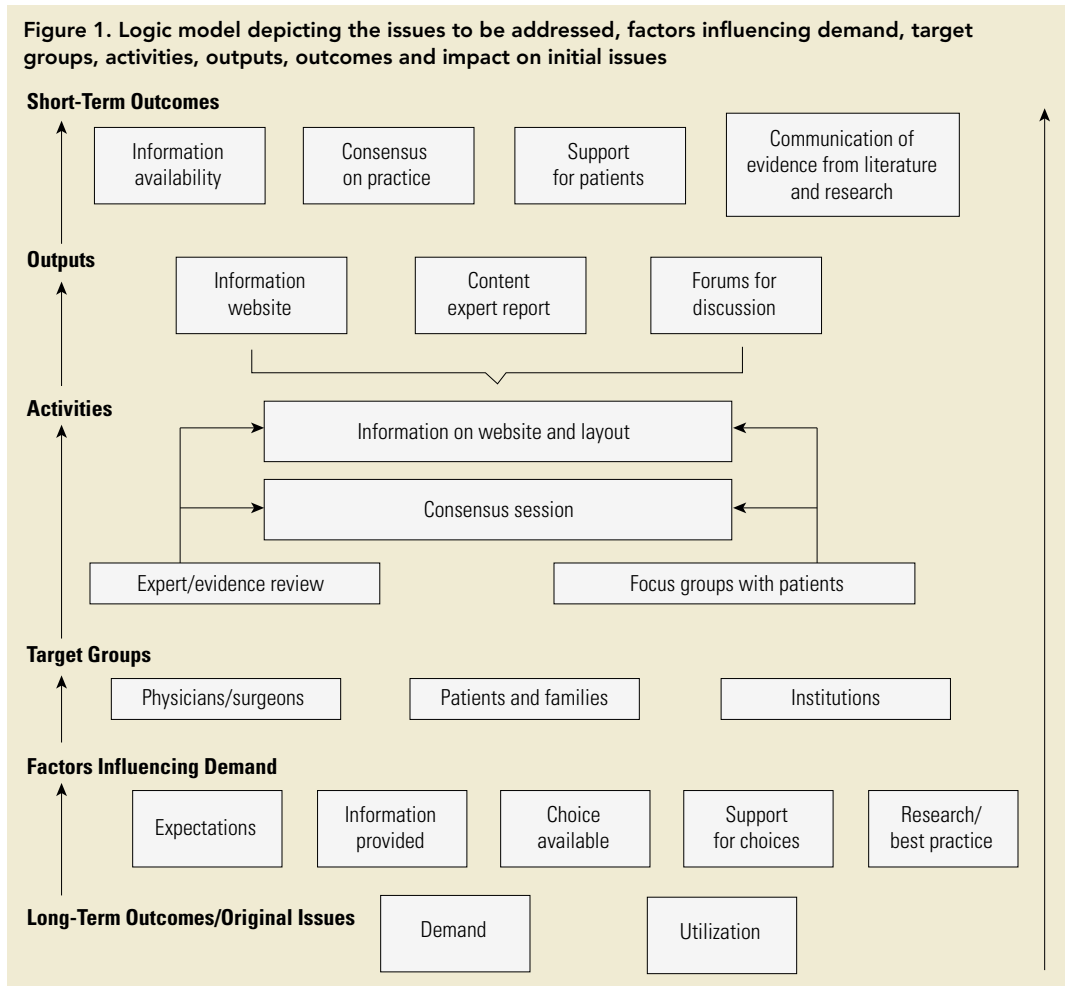 Figure 1. Logic model depicting the issues to be addressed, factors influencing demand, target
groups, activities, outputs, outcomes and impact on initial issues
Short-Term Outcomes
Information
availability
Consensus
on practice
Support
for patients
Communication of
evidence from literature
and research
Outputs
Information
website
Content
expert report
Forums for
discussion
Activities
Information on website and layout
Consensus session
Expert/evidence review
Focus groups with patients
Target Groups
Physicians/surgeons
Patients and families
Institutions
Factors Influencing Demand
Expectations
Information
provided
Choice
available
Support
for choices
Research/
best practice
Long-Term Outcomes/Original Issues
Demand
Utilization